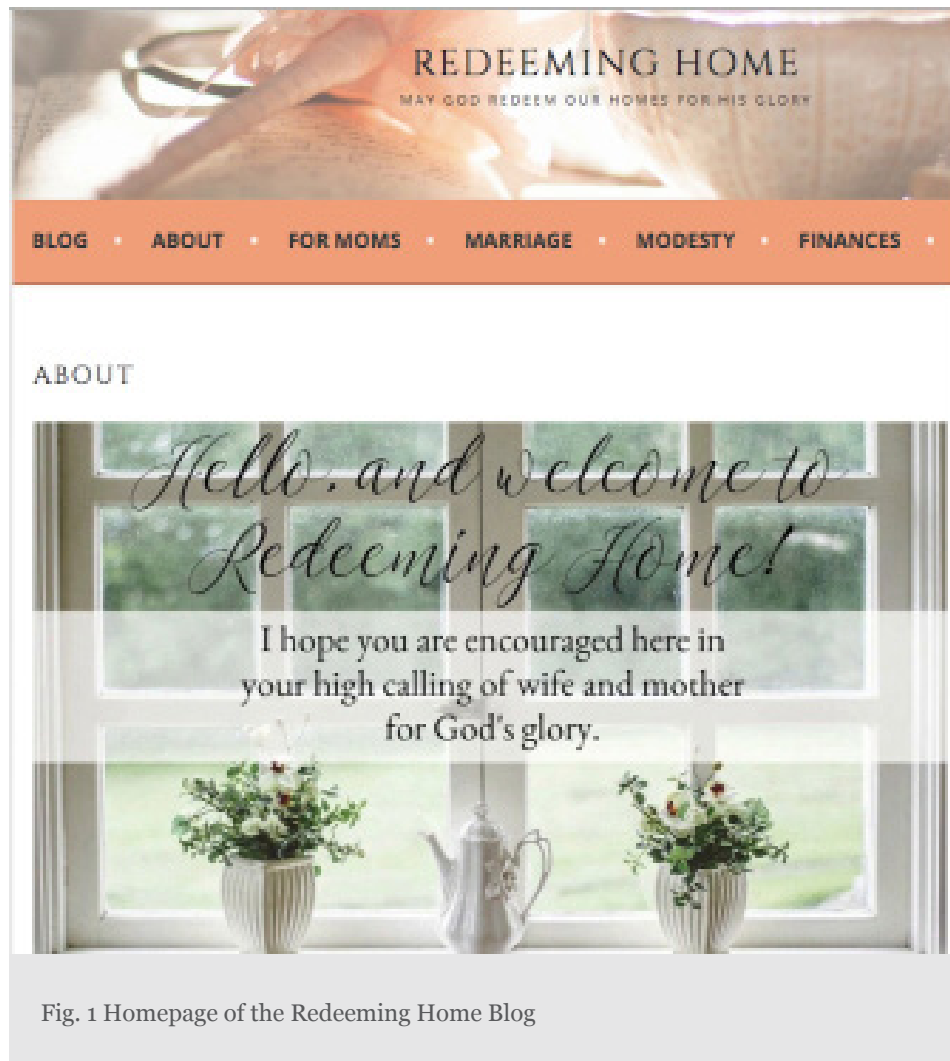 REDEEMING HOME
MAY GOD REDEEM OUR HOMES FOR HIS GLORY
BLOG • ABOUT • FOR MOMS • MARRIAGE • MODESTY • FINANCES •
ABOUT
Hello, and welcome to
Redeeming Home!
I hope you are encouraged here in
your high calling of wife and mother
for God's glory.
Fig. 1 Homepage of the Redeeming Home Blog